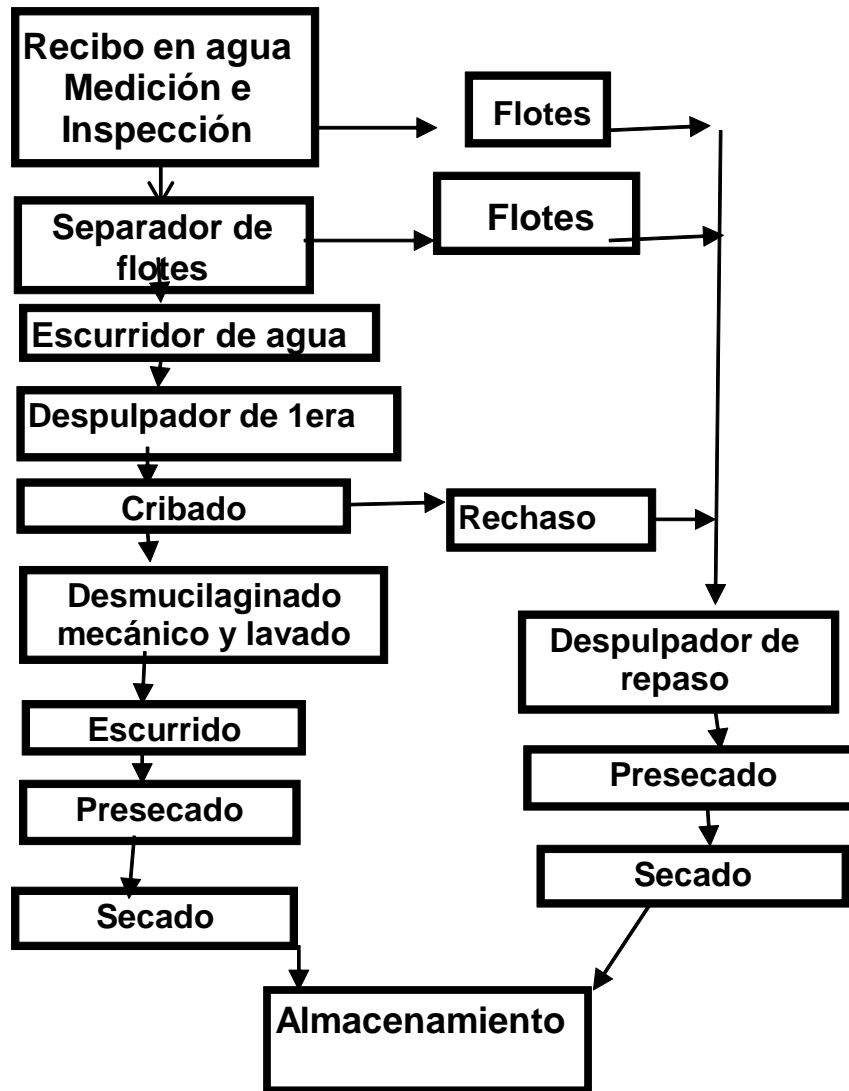 Recibo en agua
Medición e
Inspección
Flotes
Separador de
flotes
Flotes
Escurridor de agua
Despulpador de 1era
Cribado
Rechaso
Desmucilaginado
mecánico y lavado
Despulpador de
repaso
Escurrido
Presecado
Presecado
Secado
Secado
Almacenamiento